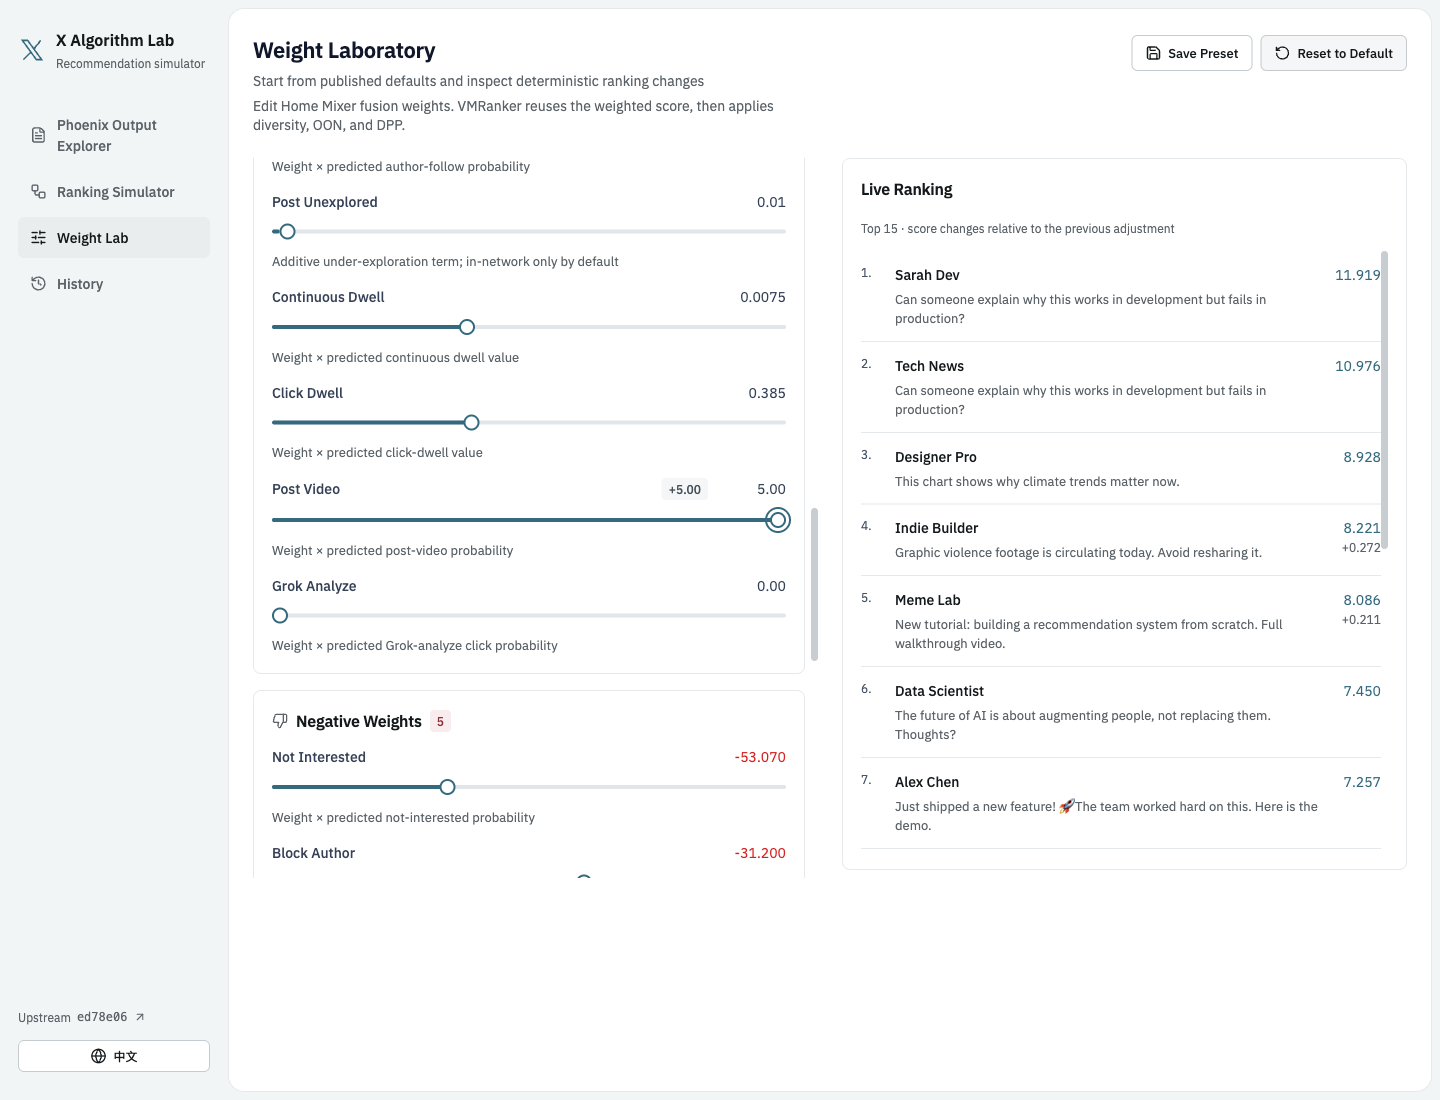 X Algorithm Lab
Recommendation simulator
Phoenix Output
Explorer
Ranking Simulator
Weight Lab
History
Upstream ed78e06
中文
Weight Laboratory
Start from published defaults and inspect deterministic ranking changes
Edit Home Mixer fusion weights. VMRanker reuses the weighted score, then applies
diversity, OON, and DPP.
Save Preset
Reset to Default
Weight × predicted author-follow probability
Post Unexplored 0.01
Additive under-exploration term; in-network only by default
Continuous Dwell 0.0075
Weight × predicted continuous dwell value
Click Dwell 0.385
Weight × predicted click-dwell value
Post Video +5.00 5.00
Weight × predicted post-video probability
Grok Analyze 0.00
Weight × predicted Grok-analyze click probability
Negative Weights 5
Not Interested -53.070
Weight × predicted not-interested probability
Block Author -31.200
Live Ranking
Top 15 · score changes relative to the previous adjustment
1. Sarah Dev 11.919
Can someone explain why this works in development but fails in
production?
2. Tech News 10.976
Can someone explain why this works in development but fails in
production?
3. Designer Pro 8.928
This chart shows why climate trends matter now.
4. Indie Builder 8.221
Graphic violence footage is circulating today. Avoid resharing it. +0.272
5. Meme Lab 8.086
+0.211
New tutorial: building a recommendation system from scratch. Full
walkthrough video.
6. Data Scientist 7.450
The future of AI is about augmenting people, not replacing them.
Thoughts?
7. Alex Chen 7.257
Just shipped a new feature! 🚀The team worked hard on this. Here is the
demo.